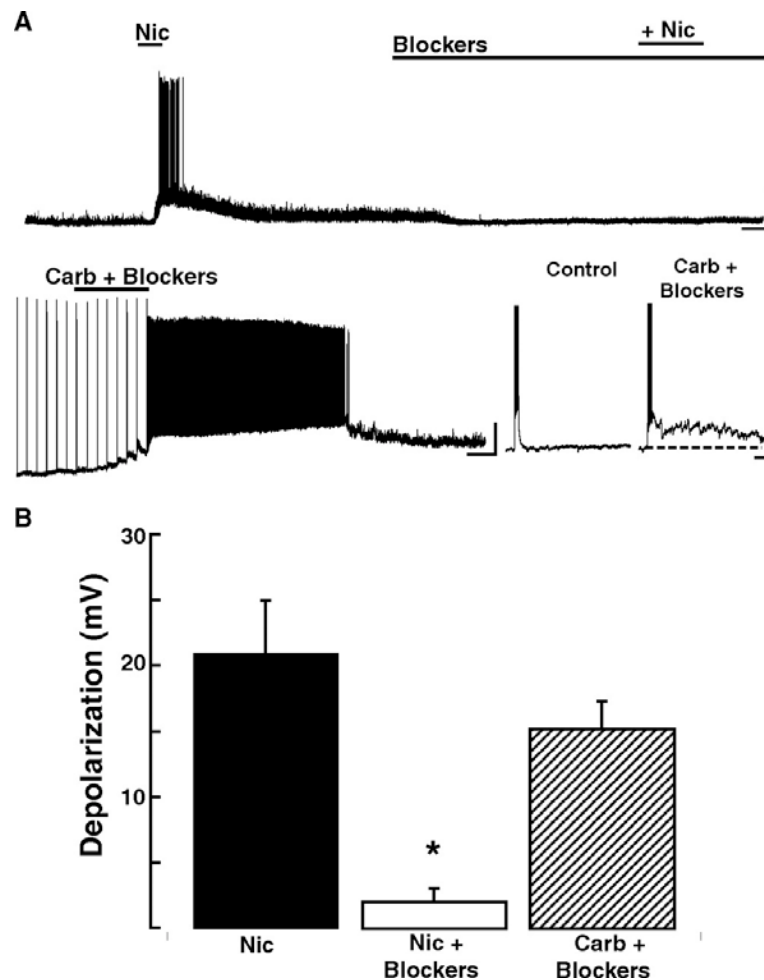 A
Nic
Blockers
+ Nic
Carb + Blockers
Control
Carb +
Blockers
B
Depolarization (mV)
30
20
10
*
Nic
Nic +
Blockers
Carb +
Blockers